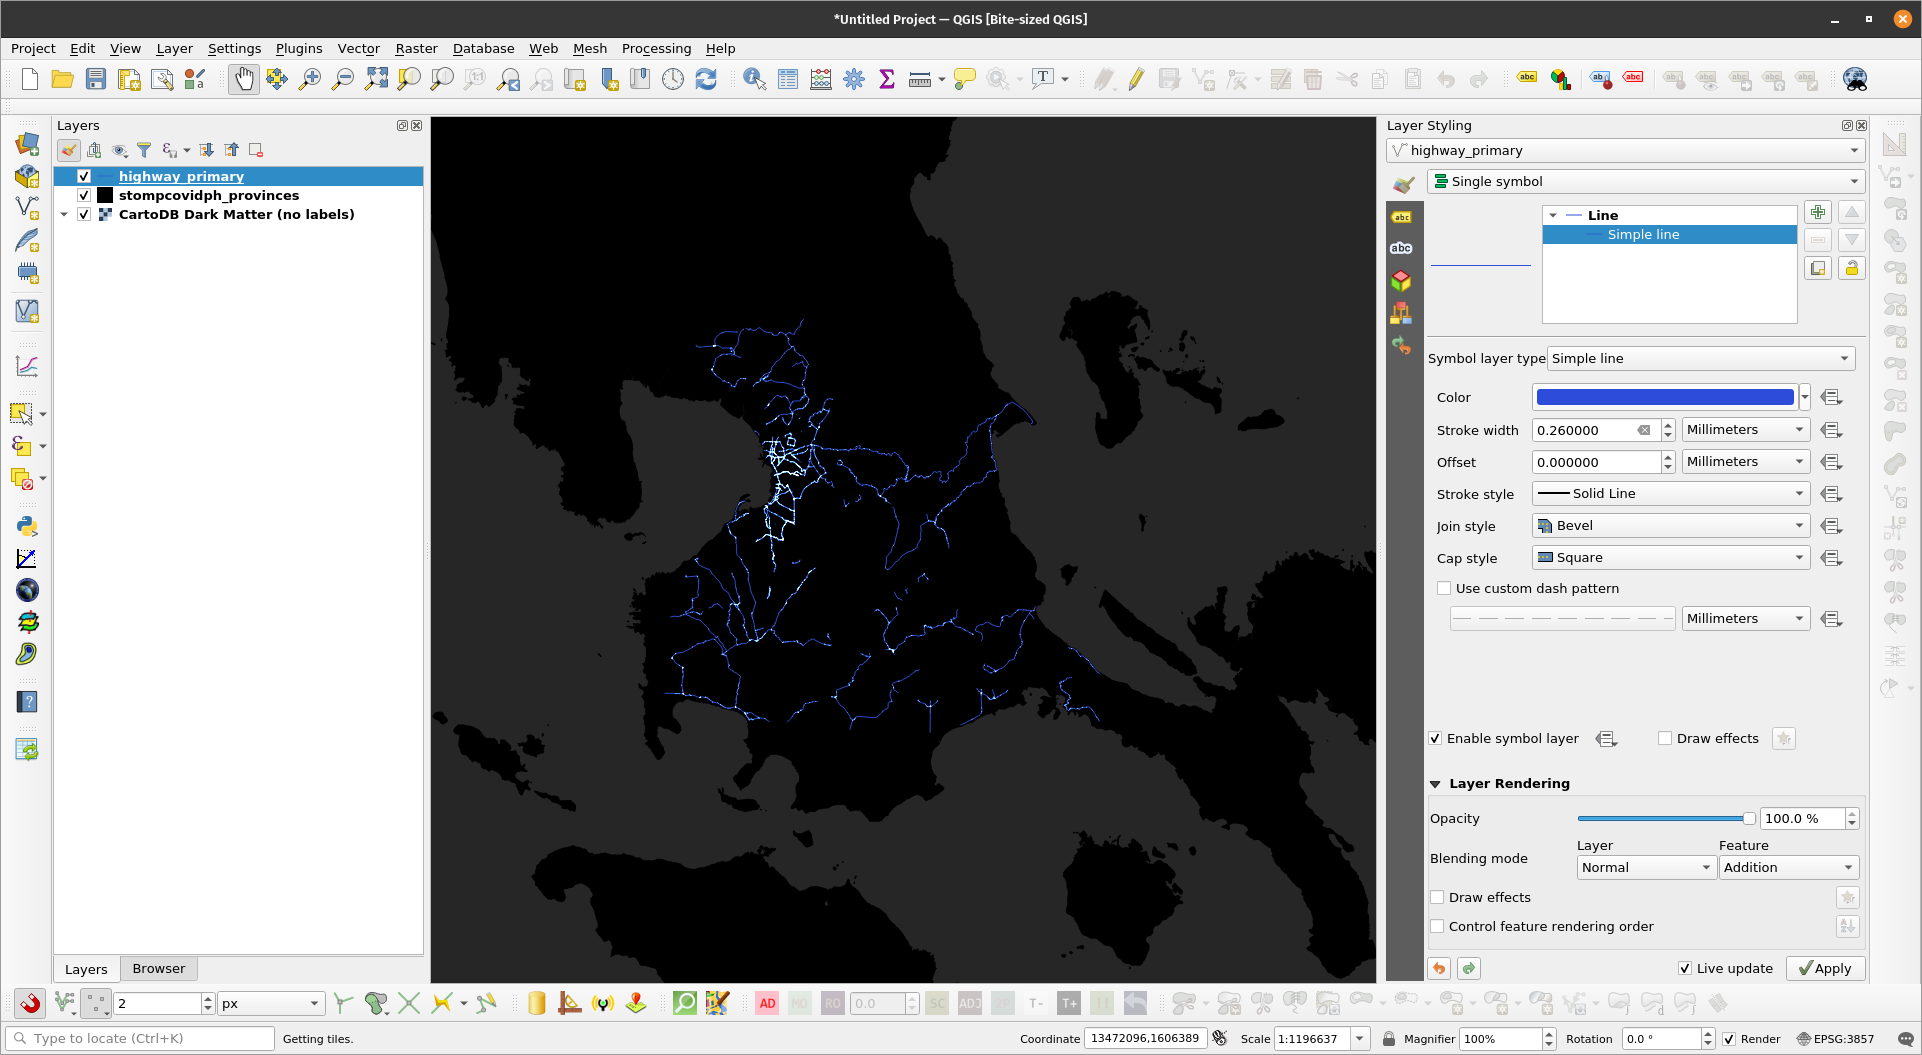 *Untitled Project — QGIS [Bite-sized QGIS]
Project Edit View Layer Settings Plugins Vector Raster Database Web Mesh Processing Help
Layers
highway_primary
stompcovidph_provinces
CartoDB Dark Matter (no labels)
Layers Browser
Layer Styling
highway_primary
Single symbol
Line
Simple line
Symbol layer type Simple line
Color
Stroke width 0.260000 Millimeters
Offset 0.000000 Millimeters
Stroke style Solid Line
Join style Bevel
Cap style Square
Use custom dash pattern
Millimeters
Enable symbol layer Draw effects
Layer Rendering
Opacity 100.0 %
Layer Feature
Blending mode Normal Addition
Draw effects
Control feature rendering order
Live update Apply
2 px AD MO RO 0.0 SC ADJ T- T+
Type to locate (Ctrl+K) Getting tiles. Coordinate 13472096,1606389 Scale 1:1196637 Magnifier 100% Rotation 0.0 ° Render EPSG:3857